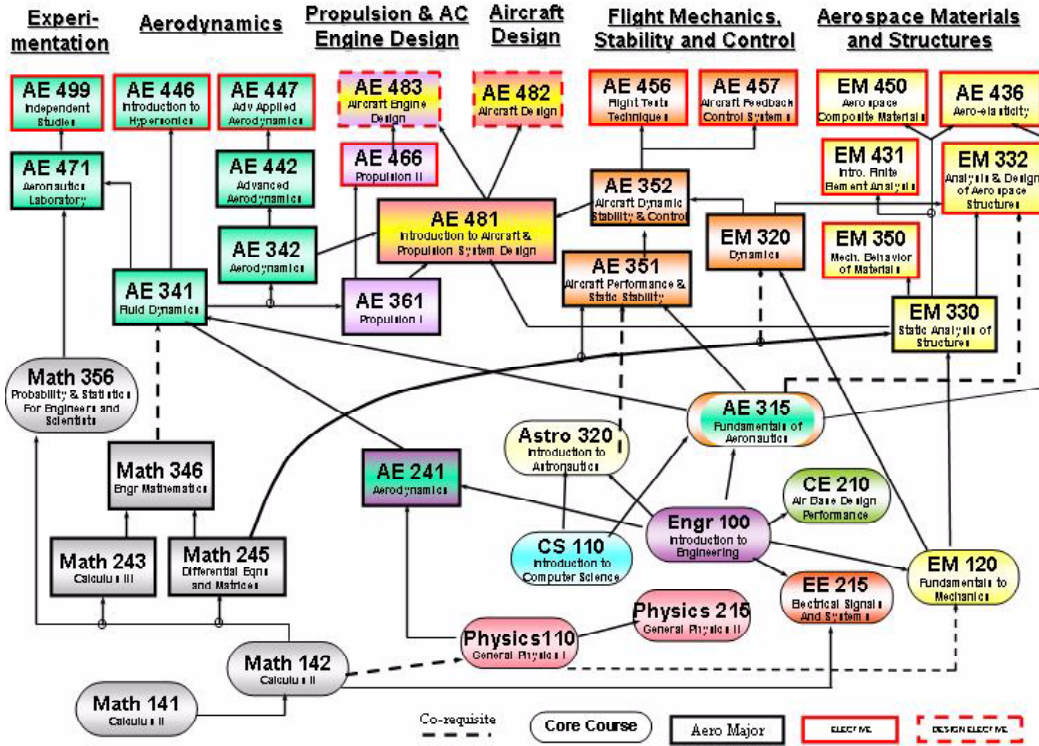 Experi-
mentation
Aerodynamics
Propulsion & AC
Engine Design
Aircraft
Design
Flight Mechanics,
Stability and Control
Aerospace Materials
and Structures
AE 499
Independent
Studies
AE 446
Introduction to
Hypersonics
AE 447
Adv Applied
Aerodynamics
AE 483
Aircraft Engine
Design
AE 482
Aircraft Design
AE 456
Flight Tests
Techniques
AE 457
Aircraft Feedback
Control Systems
EM 450
Aerospace
Composite Materials
AE 436
Aero-elasticity
AE 471
Aeronautics
Laboratory
AE 442
Advanced
Aerodynamics
AE 466
Propulsion II
AE 352
Aircraft Dynamic
Stability & Control
EM 431
Intro. Finite
Element Analysis
EM 332
Analysis & Design
of Aerospace
Structures
AE 342
Aerodynamics
AE 481
Introduction to Aircraft &
Propulsion System Design
EM 320
Dynamics
EM 350
Mech. Behavior
of Materials
AE 341
Fluid Dynamics
AE 361
Propulsion I
AE 351
Aircraft Performance &
Static Stability
EM 330
Static Analysis of
Structures
Math 356
Probability & Statistics
For Engineers and
Scientists
AE 315
Fundamentals of
Aeronautics
Math 346
Engr Mathematics
AE 241
Aerodynamics
Astro 320
Introduction to
Astronautics
CE 210
Air Base Design
Performance
Engr 100
Introduction to
Engineering
Math 243
Calculus III
Math 245
Differential Eqns
and Matrices
CS 110
Introduction to
Computer Science
EM 120
Fundamentals to
Mechanics
EE 215
Electrical Signals
And Systems
Physics 215
General Physics II
Physics110
General Physics I
Math 142
Calculus II
Math 141
Calculus II
Co-requisite
Core Course
Aero Major
ELECTIVE
DESIGN ELECTIVE